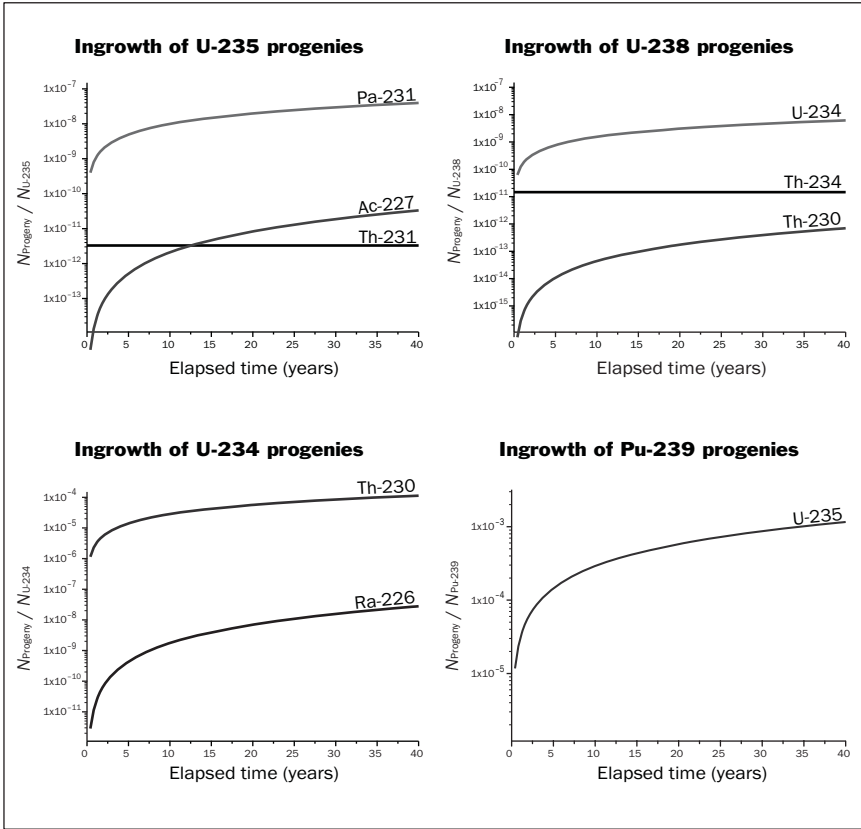 Ingrowth of U-235 progenies
NProgeny / NU-235
1x10⁻⁷
1x10⁻⁸
1x10⁻⁹
1x10⁻¹⁰
1x10⁻¹¹
1x10⁻¹²
1x10⁻¹³
Pa-231
Ac-227
Th-231
0 5 10 15 20 25 30 35 40
Elapsed time (years)
Ingrowth of U-238 progenies
NProgeny / NU-238
1x10⁻⁷
1x10⁻⁸
1x10⁻⁹
1x10⁻¹⁰
1x10⁻¹¹
1x10⁻¹²
1x10⁻¹³
1x10⁻¹⁴
1x10⁻¹⁵
U-234
Th-234
Th-230
0 5 10 15 20 25 30 35 40
Elapsed time (years)
Ingrowth of U-234 progenies
NProgeny / NU-234
1x10⁻⁴
1x10⁻⁵
1x10⁻⁶
1x10⁻⁷
1x10⁻⁸
1x10⁻⁹
1x10⁻¹⁰
1x10⁻¹¹
Th-230
Ra-226
0 5 10 15 20 25 30 35 40
Elapsed time (years)
Ingrowth of Pu-239 progenies
NProgeny / NPu-239
1x10⁻³
1x10⁻⁴
1x10⁻⁵
U-235
0 5 10 15 20 25 30 35 40
Elapsed time (years)